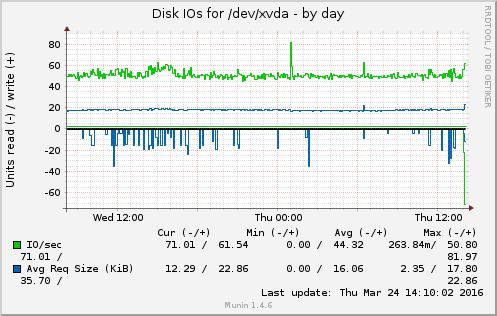 Disk IOs for /dev/xvda - by day
RRDTOOL / TOBI OETIKER
Units read (-) / write (+)
80
60
40
20
0
-20
-40
-60
Wed 12:00 Thu 00:00 Thu 12:00
Cur (-/+) Min (-/+) Avg (-/+) Max (-/+)
IO/sec 71.01 / 61.54 0.00 / 44.32 263.84m/ 50.80
71.01 / 81.97
Avg Req Size (KiB) 12.29 / 22.86 0.00 / 16.06 2.35 / 17.80
35.70 / 22.86
Last update: Thu Mar 24 14:10:02 2016
Munin 1.4.6